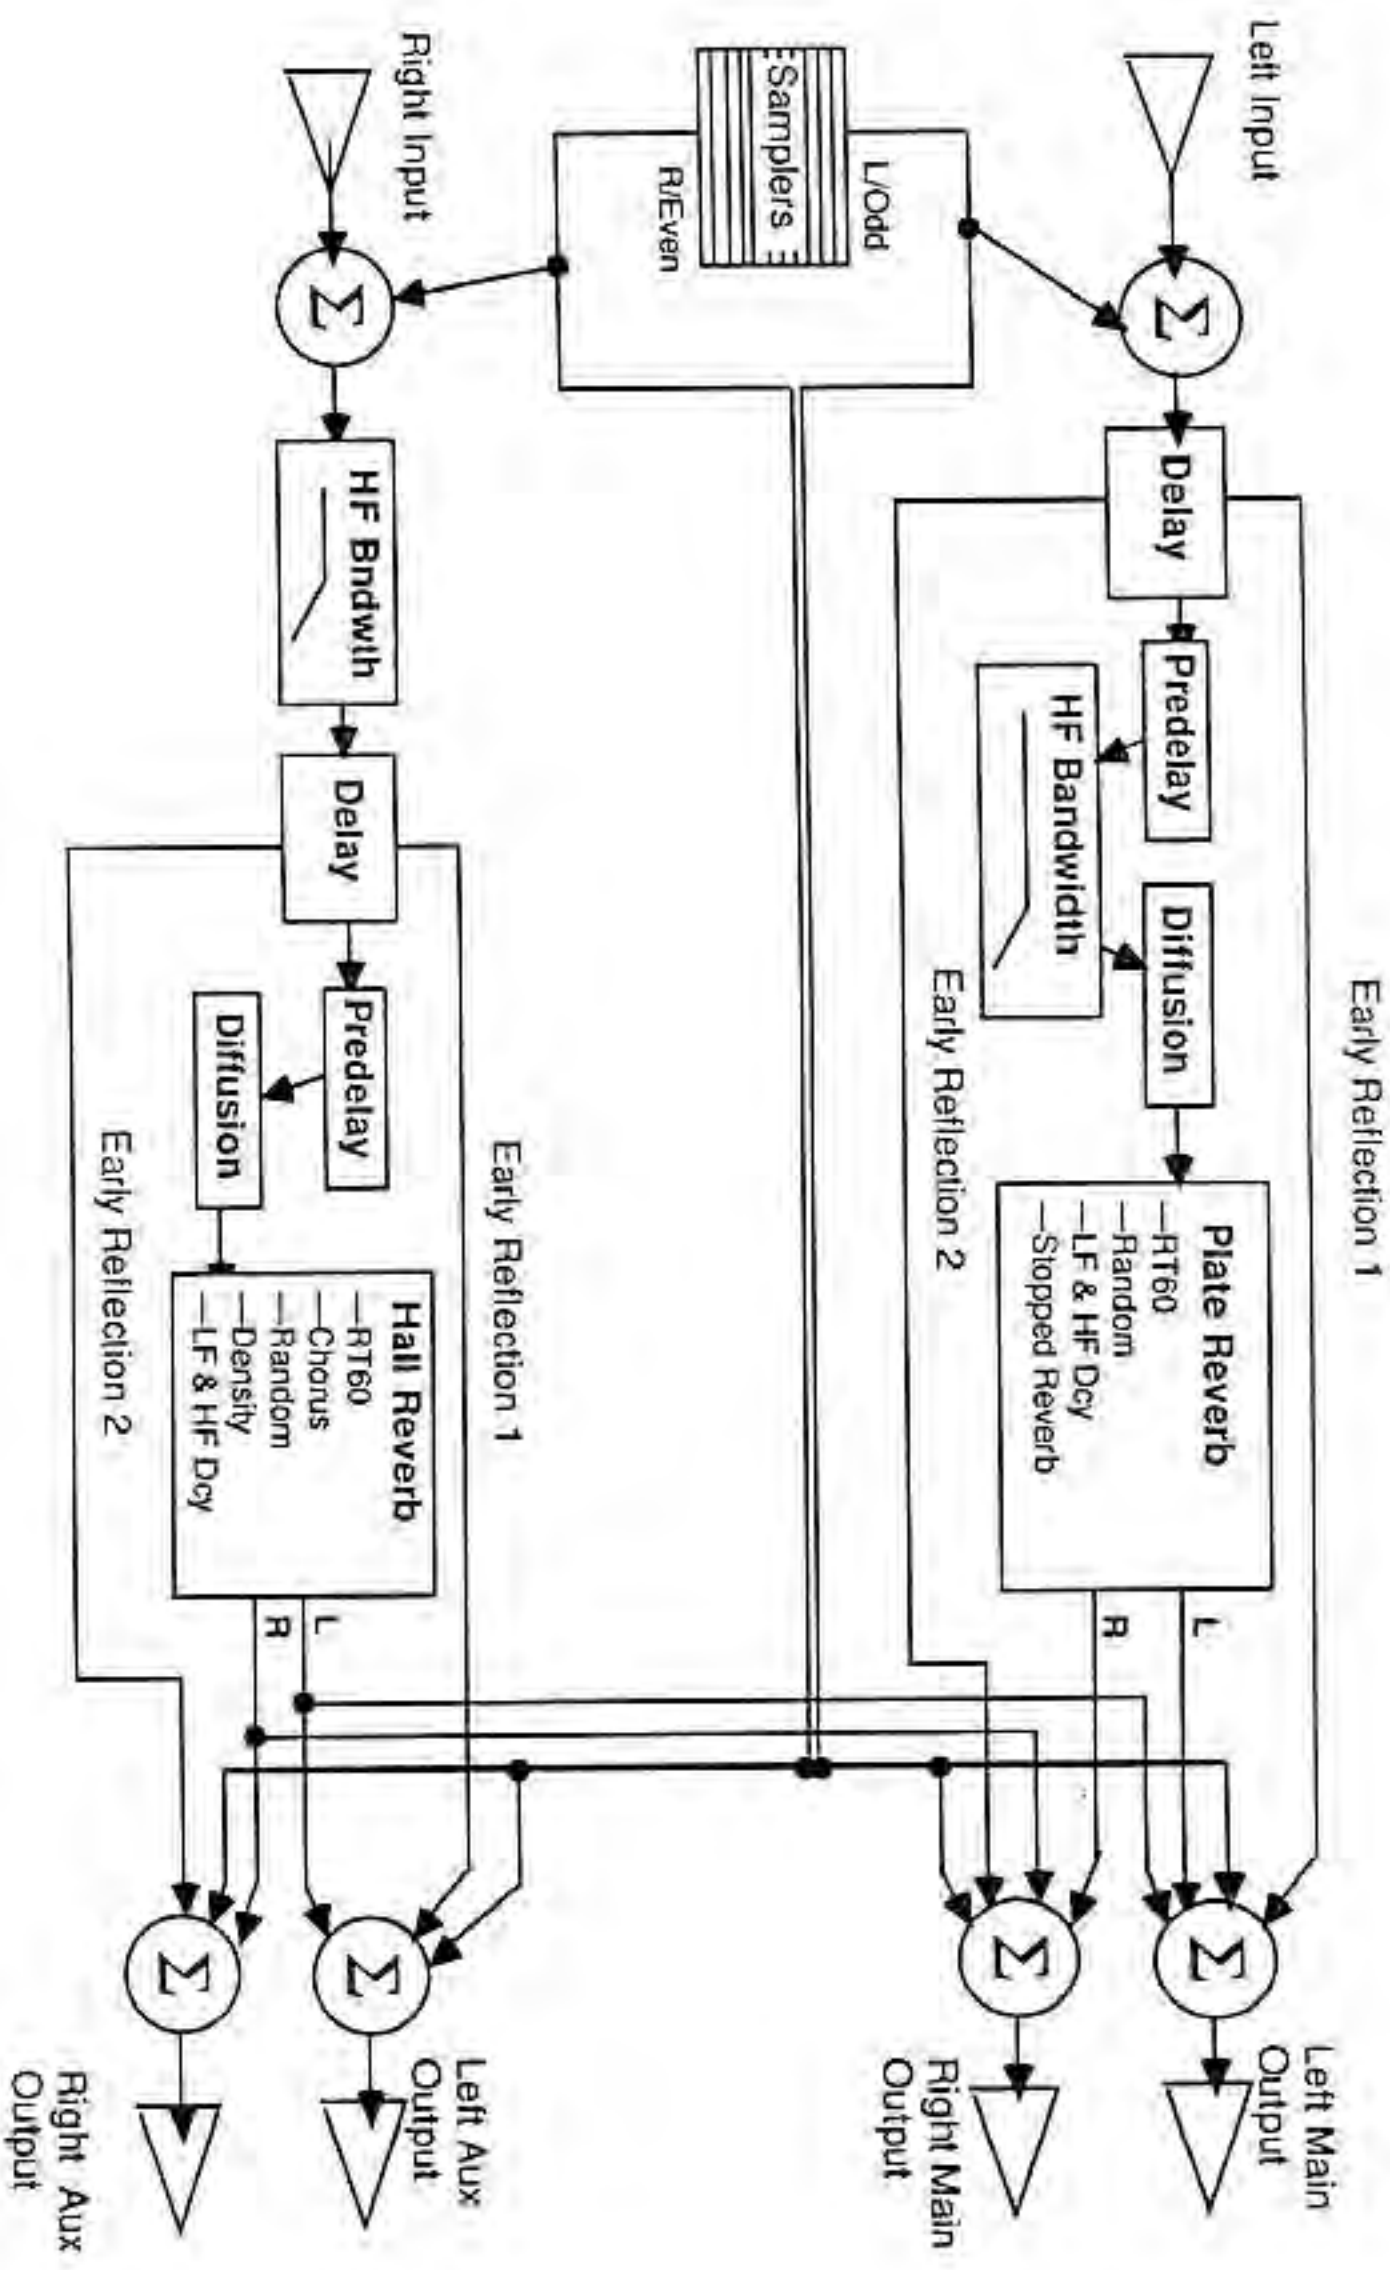 Early Reflection 1
Left Input
Σ
Delay
Predelay
HF Bandwidth
Diffusion
Plate Reverb
—RT60
—Random
—LF & HF Dcy
—Stopped Reverb
L
R
Early Reflection 2
Σ
Left Main
Output
Σ
Right Main
Output
L/Odd
Samplers
R/Even
Early Reflection 1
Right Input
Σ
HF Bndwth
Delay
Predelay
Diffusion
Hall Reverb
—RT60
—Chorus
—Random
—Density
—LF & HF Dcy
L
R
Early Reflection 2
Σ
Left Aux
Output
Σ
Right Aux
Output